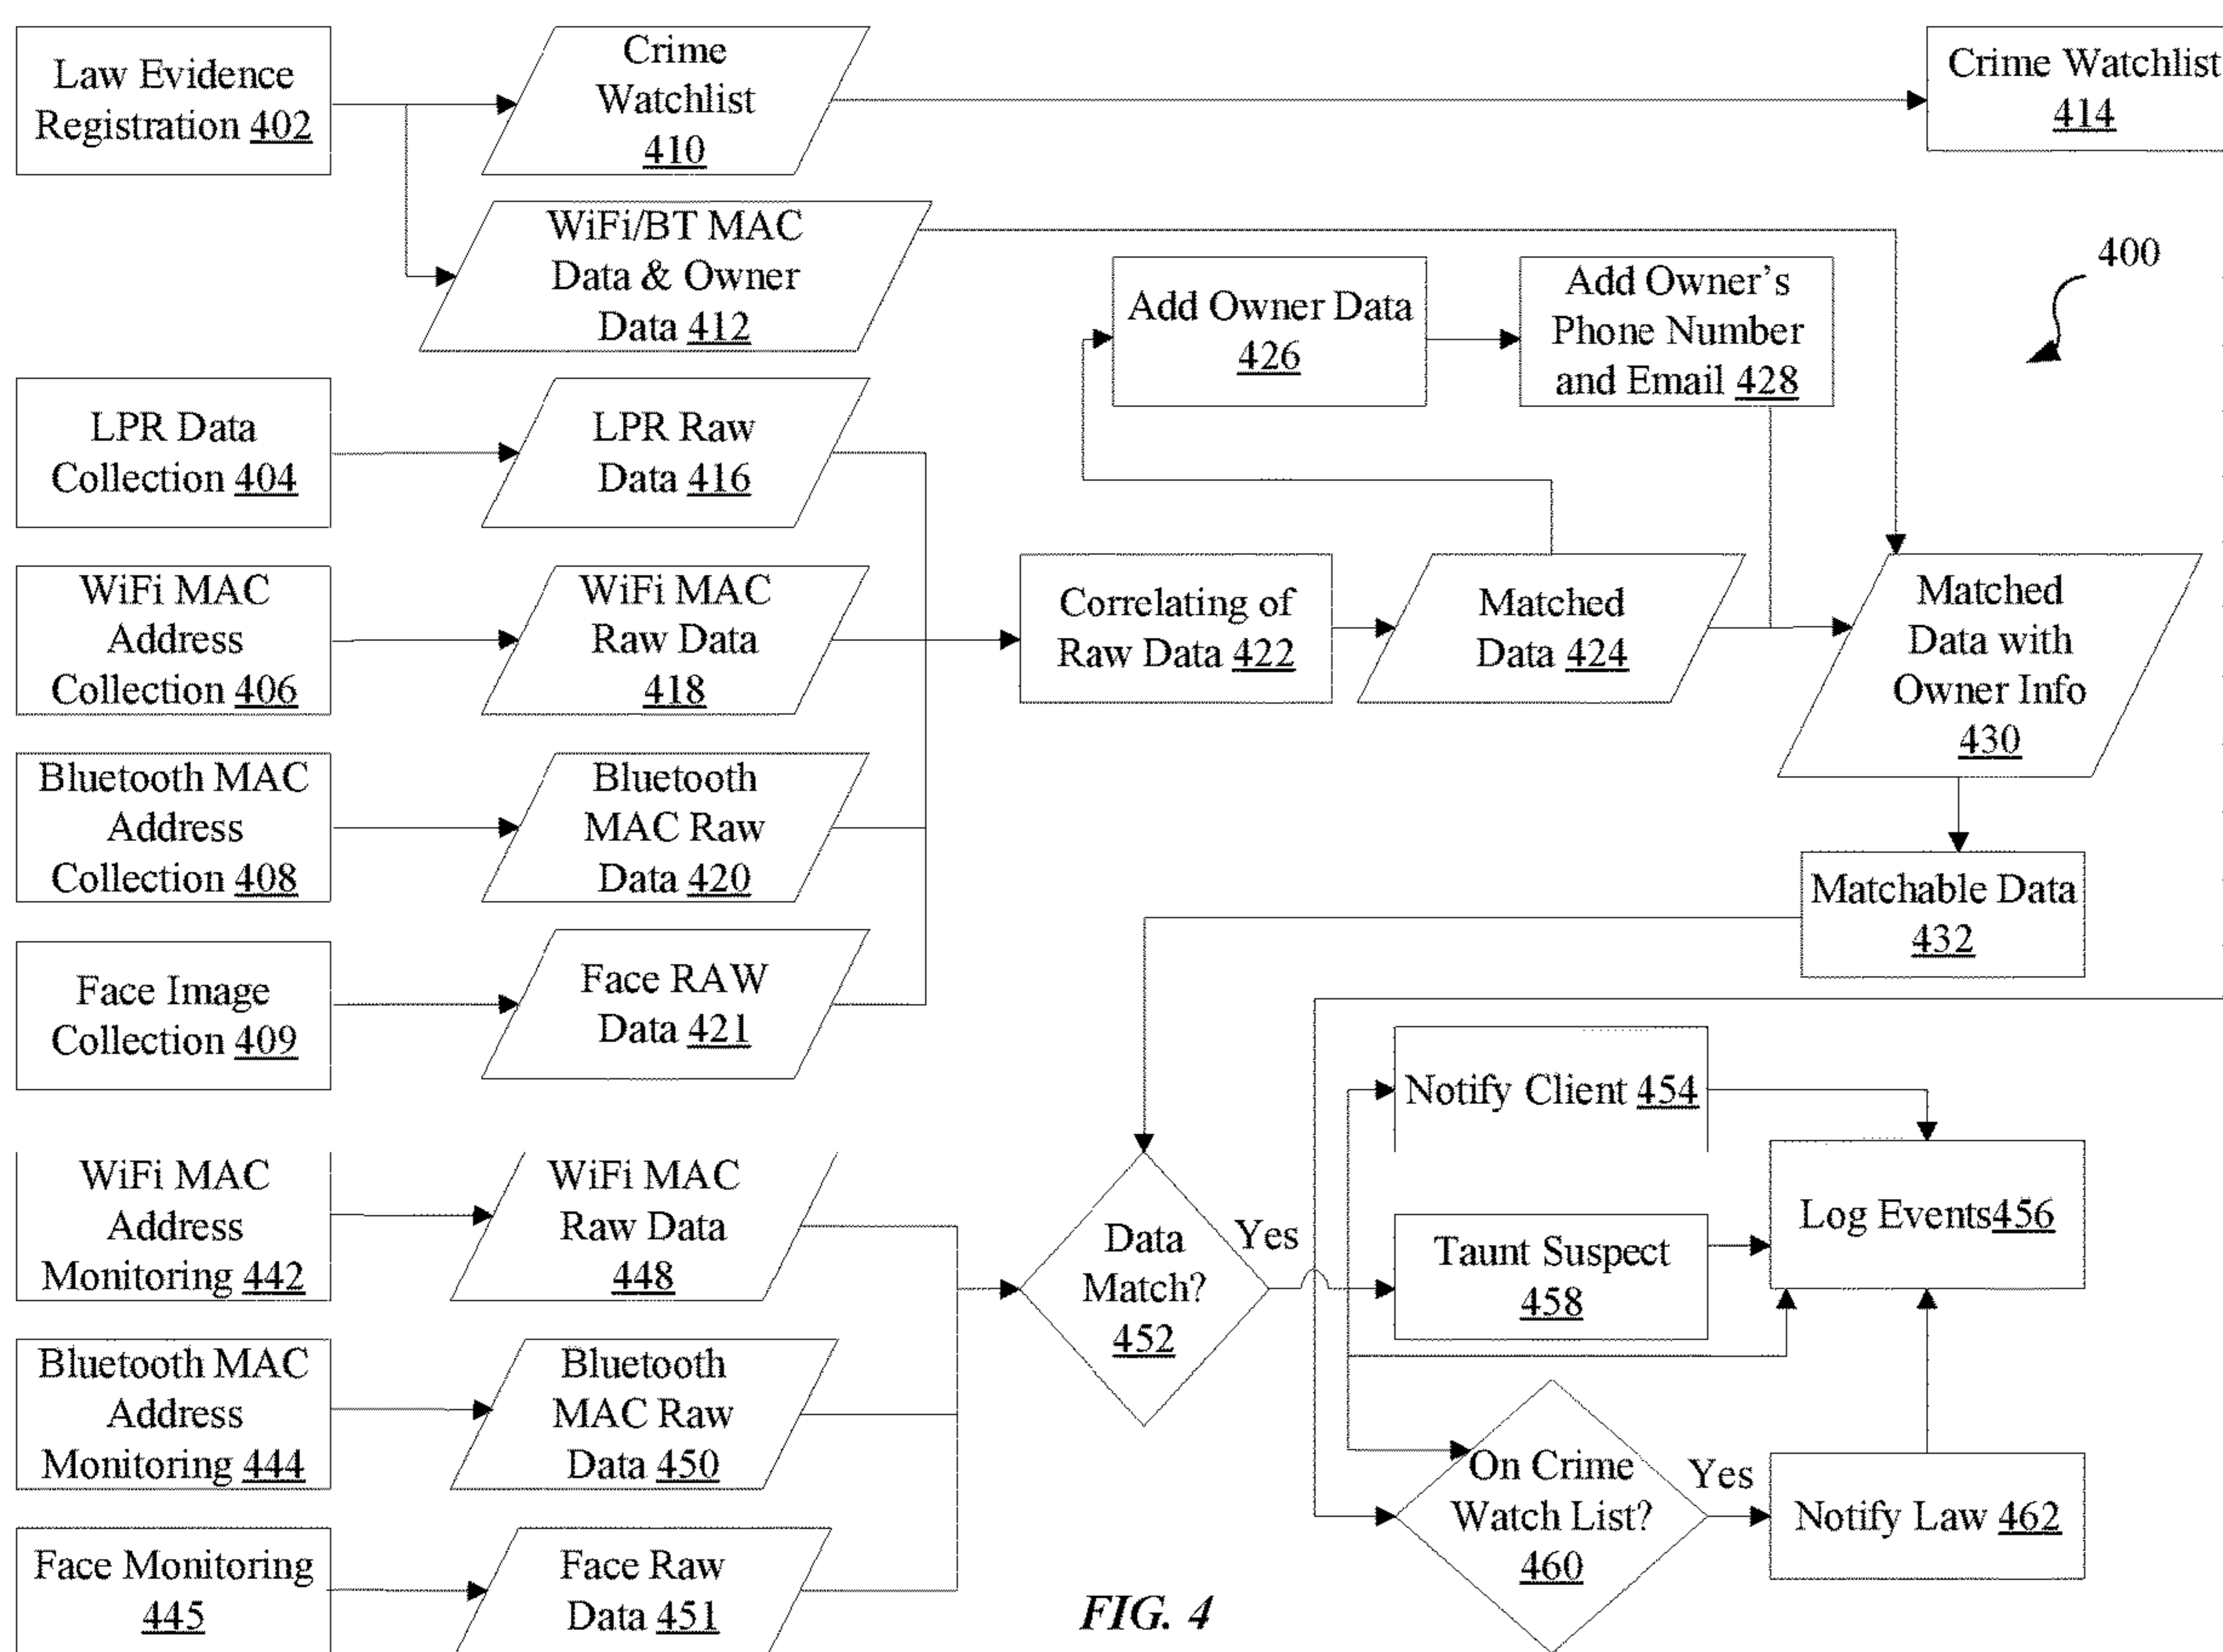 Law Evidence
Registration 402
Crime
Watchlist
410
Crime Watchlist
414
WiFi/BT MAC
Data & Owner
Data 412
400
Add Owner Data
426
Add Owner's
Phone Number
and Email 428
LPR Data
Collection 404
LPR Raw
Data 416
WiFi MAC
Address
Collection 406
WiFi MAC
Raw Data
418
Correlating of
Raw Data 422
Matched
Data 424
Matched
Data with
Owner Info
430
Bluetooth MAC
Address
Collection 408
Bluetooth
MAC Raw
Data 420
Matchable Data
432
Face Image
Collection 409
Face RAW
Data 421
Notify Client 454
WiFi MAC
Address
Monitoring 442
WiFi MAC
Raw Data
448
Data
Match?
452
Yes
Taunt Suspect
458
Log Events456
Bluetooth MAC
Address
Monitoring 444
Bluetooth
MAC Raw
Data 450
On Crime
Watch List?
460
Yes
Notify Law 462
Face Monitoring
445
Face Raw
Data 451
FIG. 4